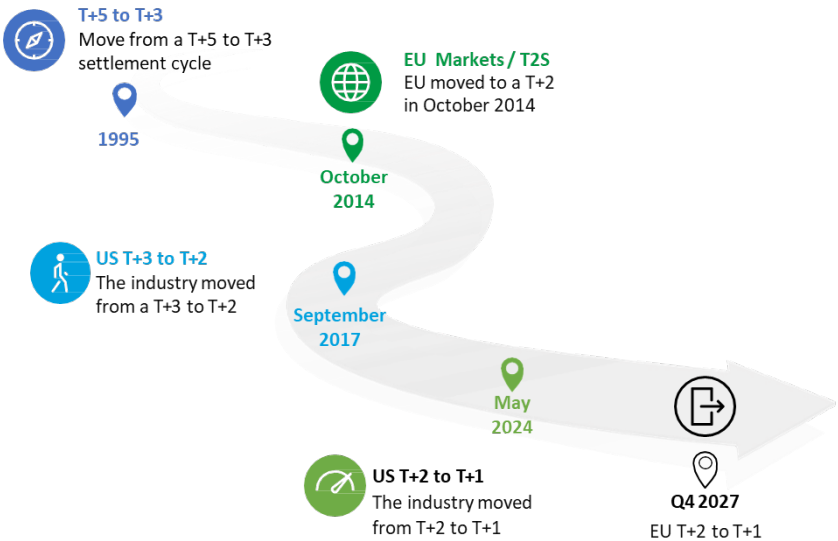 T+5 to T+3
Move from a T+5 to T+3
settlement cycle
1995
EU Markets / T2S
EU moved to a T+2
in October 2014
October
2014
US T+3 to T+2
The industry moved
from a T+3 to T+2
September
2017
May
2024
US T+2 to T+1
The industry moved
from T+2 to T+1
Q4 2027
EU T+2 to T+1